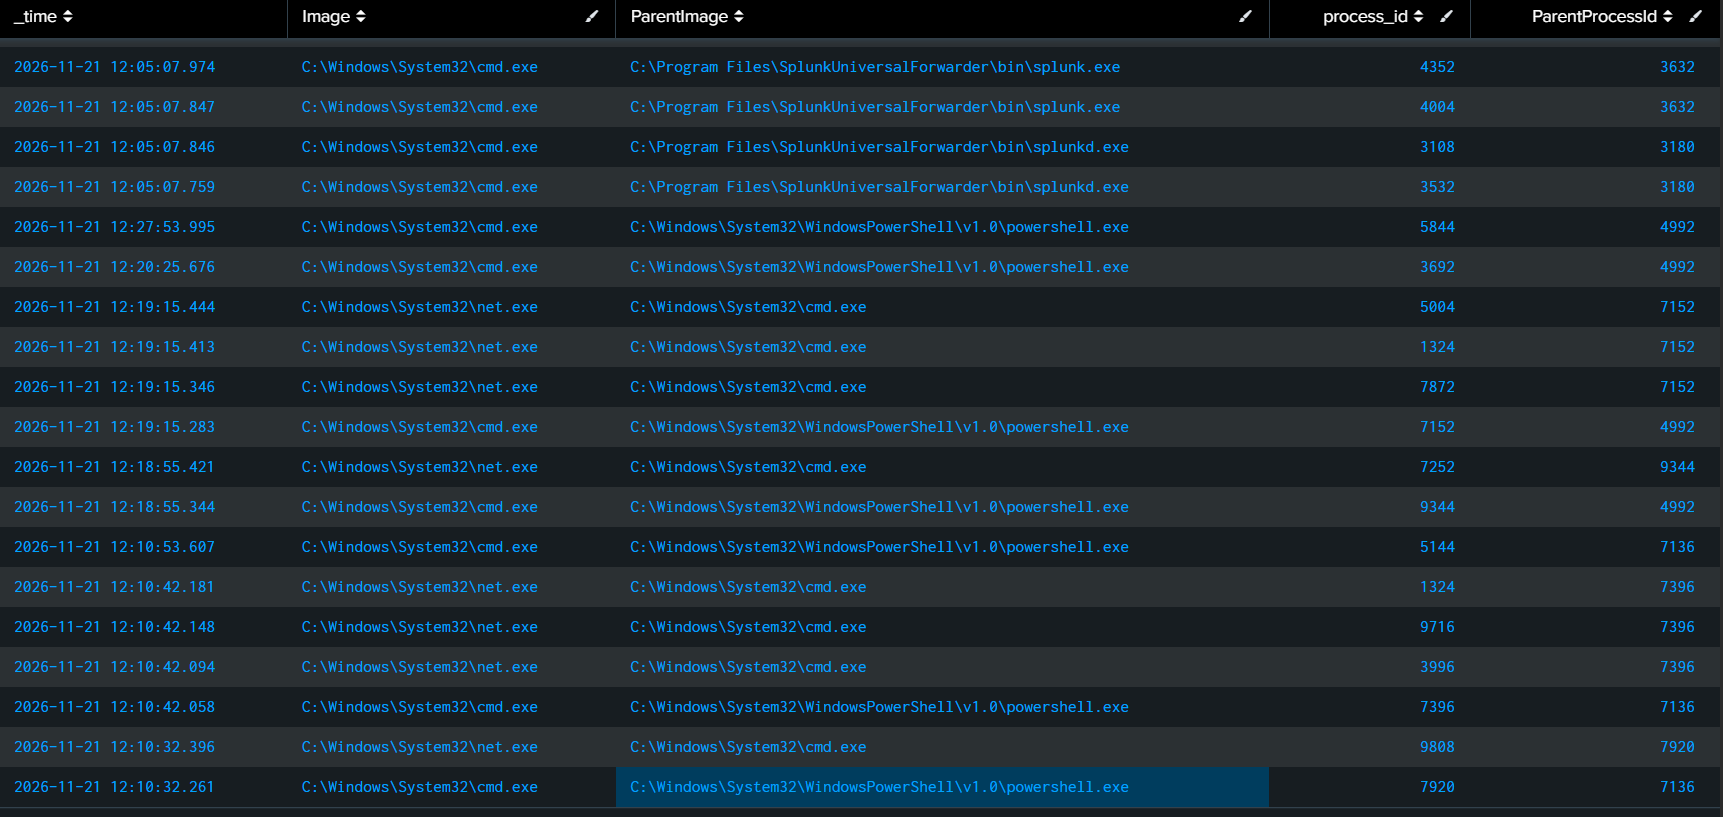 _time Image ParentImage process_id ParentProcessId
2026-11-21 12:05:07.974 C:\Windows\System32\cmd.exe C:\Program Files\SplunkUniversalForwarder\bin\splunk.exe 4352 3632
2026-11-21 12:05:07.847 C:\Windows\System32\cmd.exe C:\Program Files\SplunkUniversalForwarder\bin\splunk.exe 4004 3632
2026-11-21 12:05:07.846 C:\Windows\System32\cmd.exe C:\Program Files\SplunkUniversalForwarder\bin\splunkd.exe 3108 3180
2026-11-21 12:05:07.759 C:\Windows\System32\cmd.exe C:\Program Files\SplunkUniversalForwarder\bin\splunkd.exe 3532 3180
2026-11-21 12:27:53.995 C:\Windows\System32\cmd.exe C:\Windows\System32\WindowsPowerShell\v1.0\powershell.exe 5844 4992
2026-11-21 12:20:25.676 C:\Windows\System32\cmd.exe C:\Windows\System32\WindowsPowerShell\v1.0\powershell.exe 3692 4992
2026-11-21 12:19:15.444 C:\Windows\System32\net.exe C:\Windows\System32\cmd.exe 5004 7152
2026-11-21 12:19:15.413 C:\Windows\System32\net.exe C:\Windows\System32\cmd.exe 1324 7152
2026-11-21 12:19:15.346 C:\Windows\System32\net.exe C:\Windows\System32\cmd.exe 7872 7152
2026-11-21 12:19:15.283 C:\Windows\System32\cmd.exe C:\Windows\System32\WindowsPowerShell\v1.0\powershell.exe 7152 4992
2026-11-21 12:18:55.421 C:\Windows\System32\net.exe C:\Windows\System32\cmd.exe 7252 9344
2026-11-21 12:18:55.344 C:\Windows\System32\cmd.exe C:\Windows\System32\WindowsPowerShell\v1.0\powershell.exe 9344 4992
2026-11-21 12:10:53.607 C:\Windows\System32\cmd.exe C:\Windows\System32\WindowsPowerShell\v1.0\powershell.exe 5144 7136
2026-11-21 12:10:42.181 C:\Windows\System32\net.exe C:\Windows\System32\cmd.exe 1324 7396
2026-11-21 12:10:42.148 C:\Windows\System32\net.exe C:\Windows\System32\cmd.exe 9716 7396
2026-11-21 12:10:42.094 C:\Windows\System32\net.exe C:\Windows\System32\cmd.exe 3996 7396
2026-11-21 12:10:42.058 C:\Windows\System32\cmd.exe C:\Windows\System32\WindowsPowerShell\v1.0\powershell.exe 7396 7136
2026-11-21 12:10:32.396 C:\Windows\System32\net.exe C:\Windows\System32\cmd.exe 9808 7920
2026-11-21 12:10:32.261 C:\Windows\System32\cmd.exe C:\Windows\System32\WindowsPowerShell\v1.0\powershell.exe 7920 7136